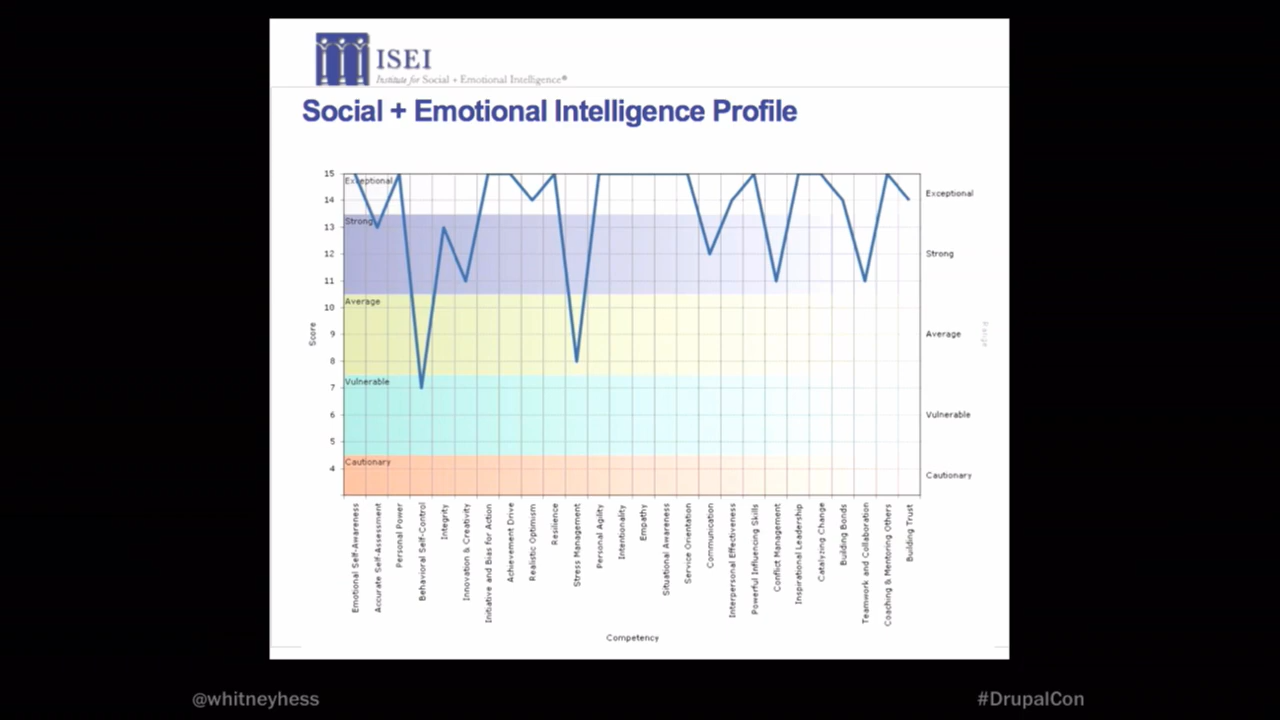 ISEI
Institute for Social + Emotional Intelligence®
Social + Emotional Intelligence Profile
15
14
13
12
11
10
9
8
7
6
5
4
Score
Exceptional
Strong
Average
Vulnerable
Cautionary
Exceptional
Strong
Average
Vulnerable
Cautionary
Range
Emotional Self-Awareness
Accurate Self-Assessment
Personal Power
Behavioral Self-Control
Integrity
Innovation & Creativity
Initiative and Bias for Action
Achievement Drive
Realistic Optimism
Resilience
Stress Management
Personal Agility
Intentionality
Empathy
Situational Awareness
Service Orientation
Communication
Interpersonal Effectiveness
Powerful Influencing Skills
Conflict Management
Inspirational Leadership
Catalyzing Change
Building Bonds
Teamwork and Collaboration
Coaching & Mentoring Others
Building Trust
Competency
@whitneyhess
#DrupalCon